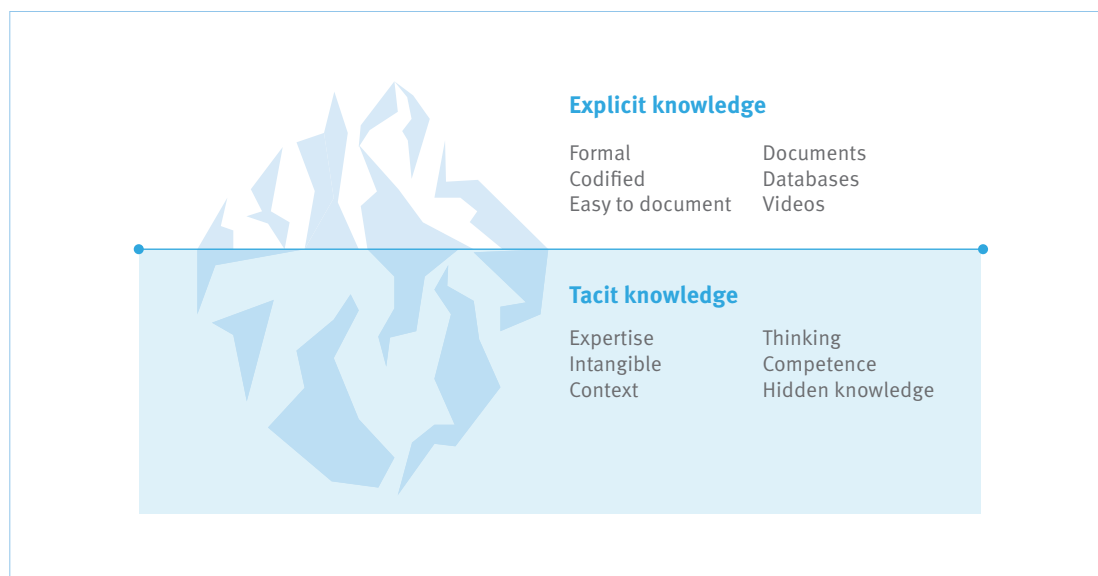 Explicit knowledge
Formal
Codified
Easy to document
Documents
Databases
Videos
Tacit knowledge
Expertise
Intangible
Context
Thinking
Competence
Hidden knowledge